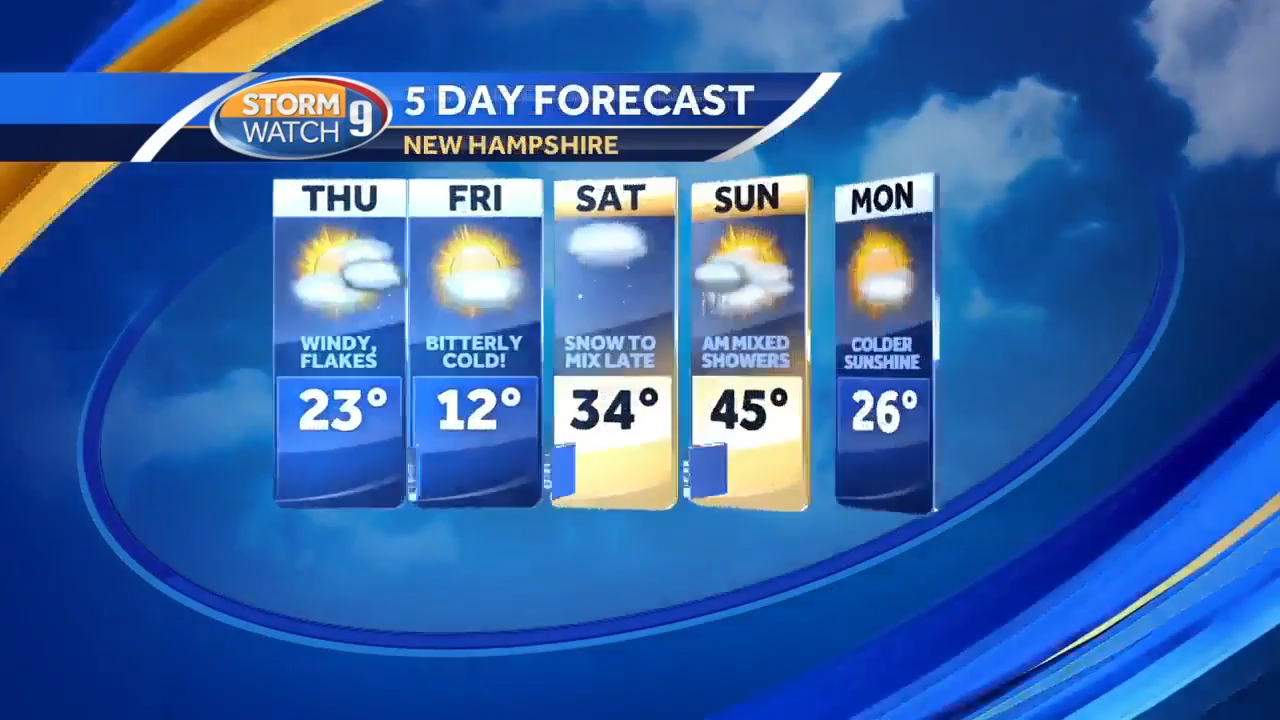 STORM
WATCH 9
5 DAY FORECAST
NEW HAMPSHIRE
THU
WINDY,
FLAKES
23°
FRI
BITTERLY
COLD!
12°
SAT
SNOW TO
MIX LATE
34°
SUN
AM MIXED
SHOWERS
45°
MON
COLDER
SUNSHINE
26°